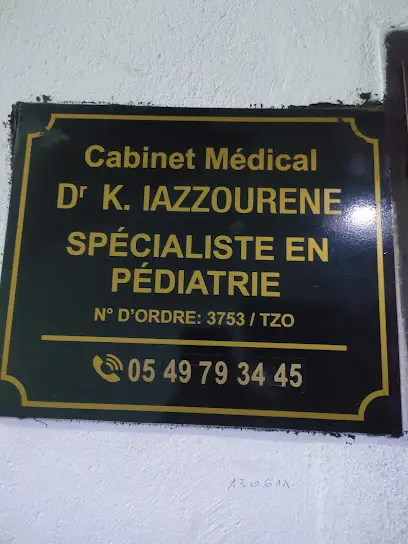 Cabinet Médical
Dr K. IAZZOURENE
SPÉCIALISTE EN
PÉDIATRIE
N° D'ORDRE: 3753 / TZO
05 49 79 34 45